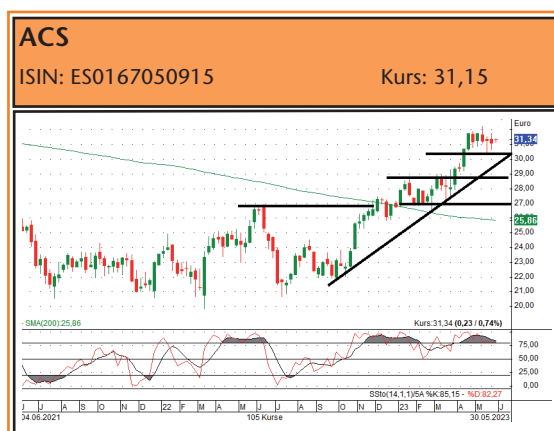 ACS
ISIN: ES0167050915 Kurs: 31,15
Euro
31,34
30,00
29,00
28,00
27,00
25,86
25,00
24,00
23,00
22,00
21,00
20,00
SMA(200):25,86 Kurs:31,34 (0,23 / 0,74%)
75,00
50,00
25,00
0,00
SSto(14,1,1)/5A %K:85,15- -%D:82,27
J J A S O N D 22 F M A M J J A S O N D 23 F M A M J
04.06.2021 105 Kurse 30.05.2023